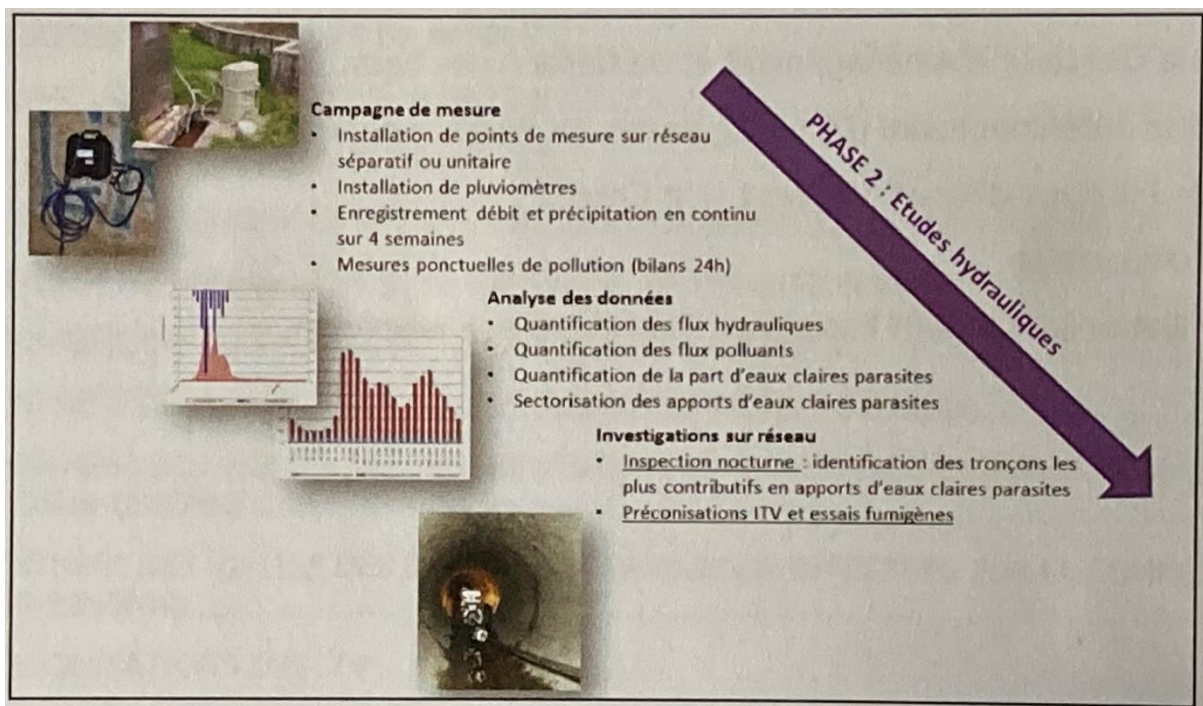 Campagne de mesure
• Installation de points de mesure sur réseau
séparatif ou unitaire
• Installation de pluviomètres
• Enregistrement débit et précipitation en continu
sur 4 semaines
• Mesures ponctuelles de pollution (bilans 24h)
PHASE 2 : Etudes hydrauliques
Analyse des données
• Quantification des flux hydrauliques
• Quantification des flux polluants
• Quantification de la part d'eaux claires parasites
• Sectorisation des apports d'eaux claires parasites
Investigations sur réseau
• Inspection nocturne : identification des tronçons les
plus contributifs en apports d'eaux claires parasites
• Préconisations ITV et essais fumigènes